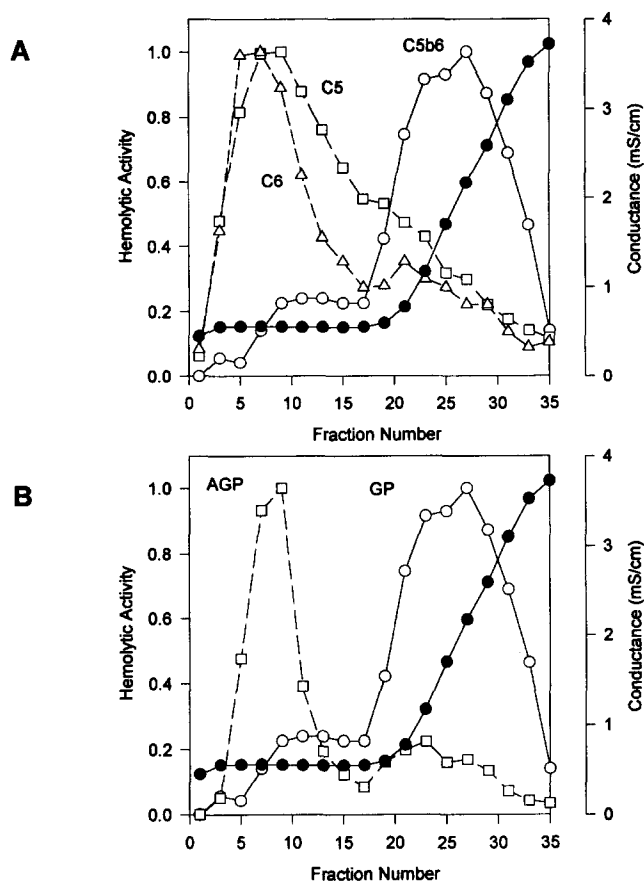 A
C5b6
C5
C6
Hemolytic Activity
1.0
0.8
0.6
0.4
0.2
0.0
4
3
2
1
0
Conductance (mS/cm)
0 5 10 15 20 25 30 35
Fraction Number
B
AGP GP
Hemolytic Activity
1.0
0.8
0.6
0.4
0.2
0.0
4
3
2
1
0
Conductance (mS/cm)
0 5 10 15 20 25 30 35
Fraction Number